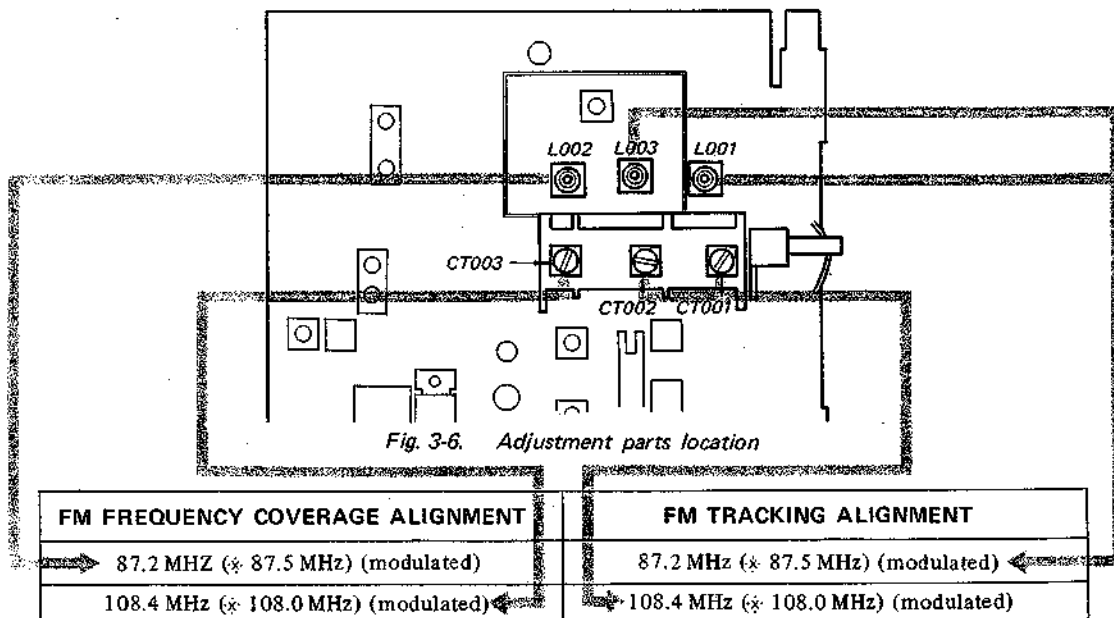 L002 L003 L001
CT003
CT002 CT001
Fig. 3-6. Adjustment parts location
FM FREQUENCY COVERAGE ALIGNMENT
FM TRACKING ALIGNMENT
87.2 MHZ (※ 87.5 MHz) (modulated)
87.2 MHz (※ 87.5 MHz) (modulated)
108.4 MHz (※ 108.0 MHz) (modulated)
108.4 MHz (※ 108.0 MHz) (modulated)